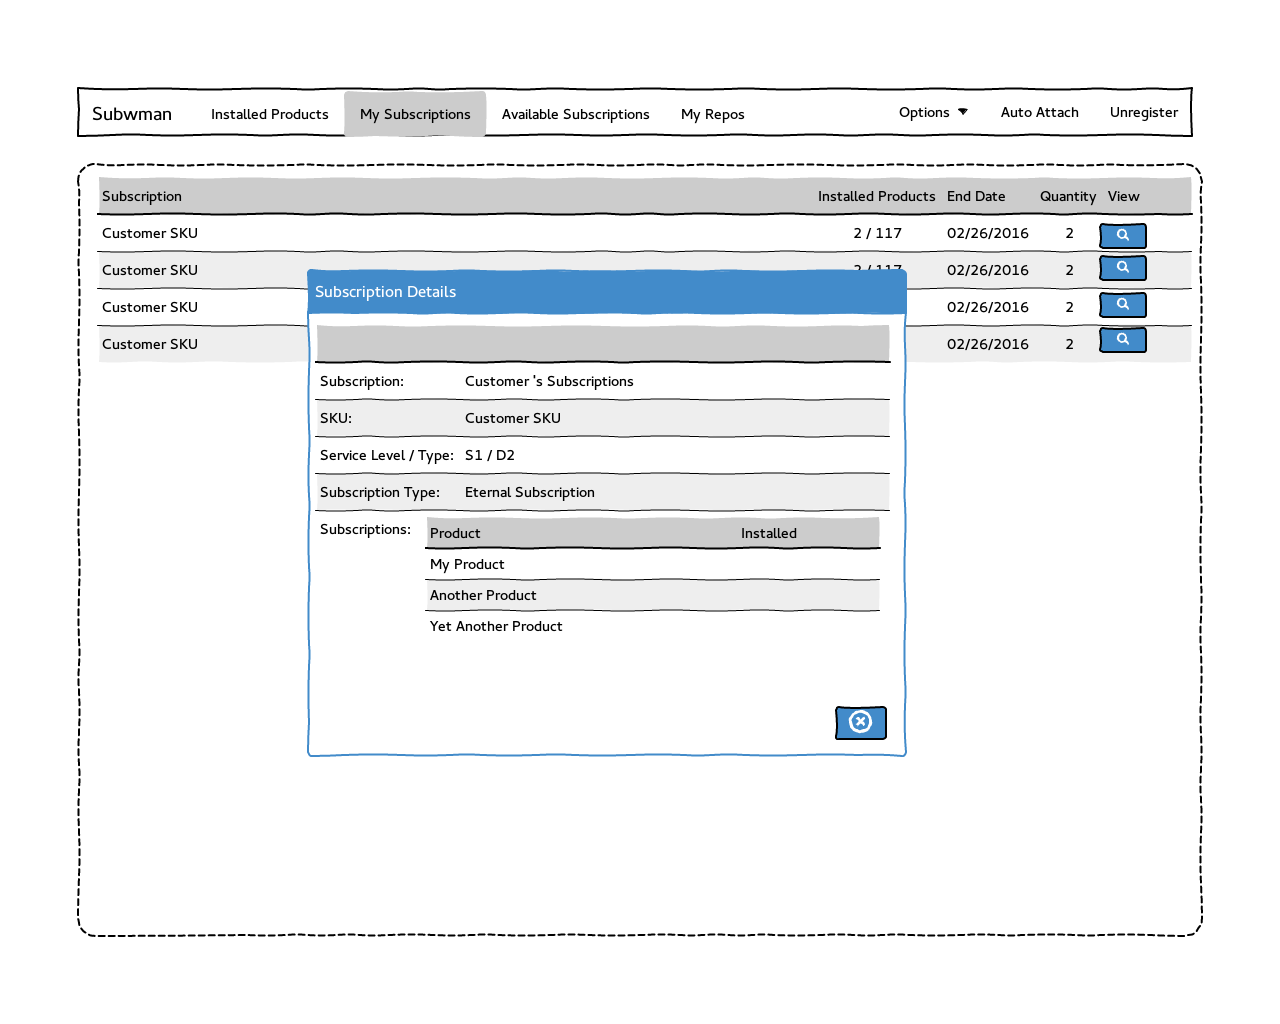 Subwman Installed Products My Subscriptions Available Subscriptions My Repos Options Auto Attach Unregister
Subscription Installed Products End Date Quantity View
Customer SKU 2 / 117 02/26/2016 2
Customer SKU 2 / 117 02/26/2016 2
Customer SKU 02/26/2016 2
Customer SKU 02/26/2016 2
Subscription Details
Subscription: Customer 's Subscriptions
SKU: Customer SKU
Service Level / Type: S1 / D2
Subscription Type: Eternal Subscription
Subscriptions: Product Installed
My Product
Another Product
Yet Another Product